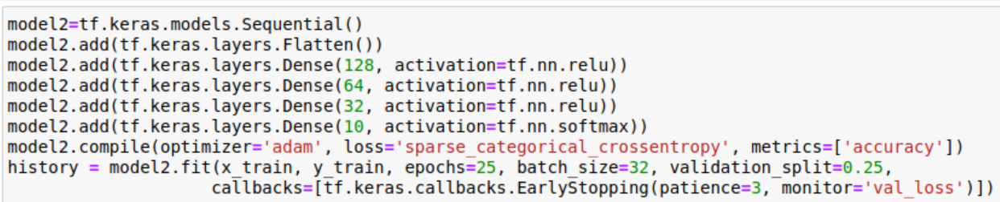 model2=tf.keras.models.Sequential()
model2.add(tf.keras.layers.Flatten())
model2.add(tf.keras.layers.Dense(128, activation=tf.nn.relu))
model2.add(tf.keras.layers.Dense(64, activation=tf.nn.relu))
model2.add(tf.keras.layers.Dense(32, activation=tf.nn.relu))
model2.add(tf.keras.layers.Dense(10, activation=tf.nn.softmax))
model2.compile(optimizer='adam', loss='sparse_categorical_crossentropy', metrics=['accuracy'])
history = model2.fit(x_train, y_train, epochs=25, batch_size=32, validation_split=0.25,
                    callbacks=[tf.keras.callbacks.EarlyStopping(patience=3, monitor='val_loss')])